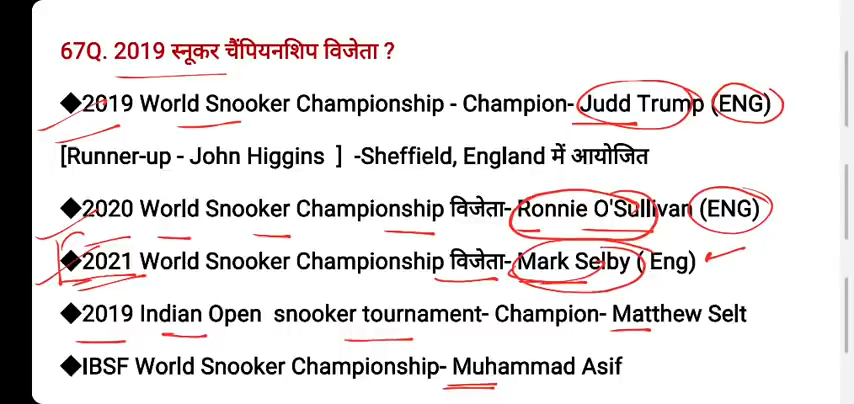 67Q. 2019 स्नूकर चैंपियनशिप विजेता ?
◆2019 World Snooker Championship - Champion- Judd Trump (ENG)
[Runner-up - John Higgins ] -Sheffield, England में आयोजित
◆2020 World Snooker Championship विजेता- Ronnie O'Sullivan (ENG)
◆2021 World Snooker Championship विजेता- Mark Selby ( Eng)
◆2019 Indian Open snooker tournament- Champion- Matthew Selt
◆IBSF World Snooker Championship- Muhammad Asif